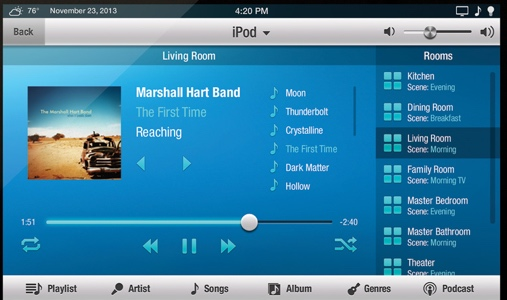 76° November 23, 2013 4:20 PM
Back iPod
Living Room Rooms
The Marshall Hart Band
Marshall Hart Band
The First Time
Reaching
Moon
Thunderbolt
Crystalline
The First Time
Dark Matter
Hollow
1:51 -2:40
Kitchen
Scene: Evening
Dining Room
Scene: Breakfast
Living Room
Scene: Morning
Family Room
Scene: Morning TV
Master Bedroom
Scene: Evening
Master Bathroom
Scene: Morning
Theater
Scene: Evening
Playlist Artist Songs Album Genres Podcast